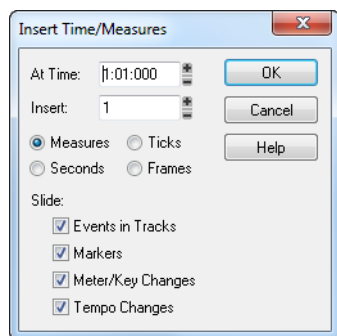 Insert Time/Measures
At Time: 1:01:000 OK
Insert: 1 Cancel
Measures Ticks Help
Seconds Frames
Slide:
Events in Tracks
Markers
Meter/Key Changes
Tempo Changes